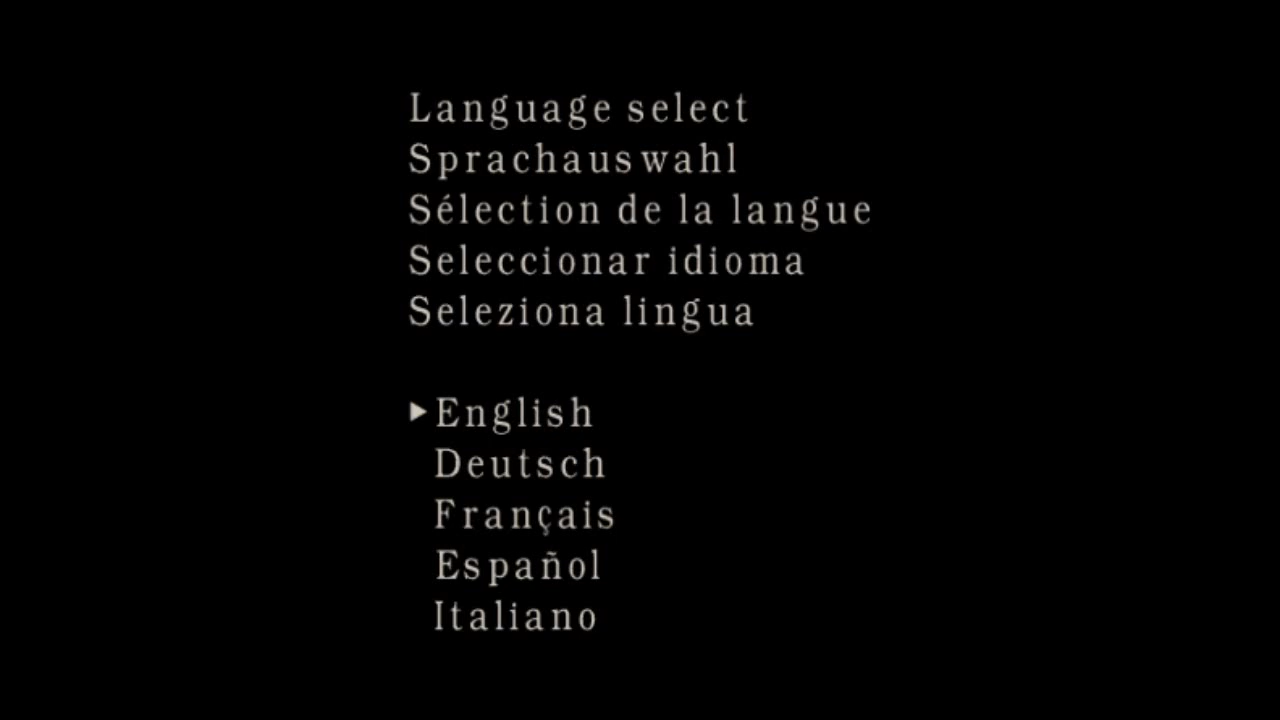 Language select
Sprachauswahl
Sélection de la langue
Seleccionar idioma
Seleziona lingua
English
Deutsch
Français
Español
Italiano